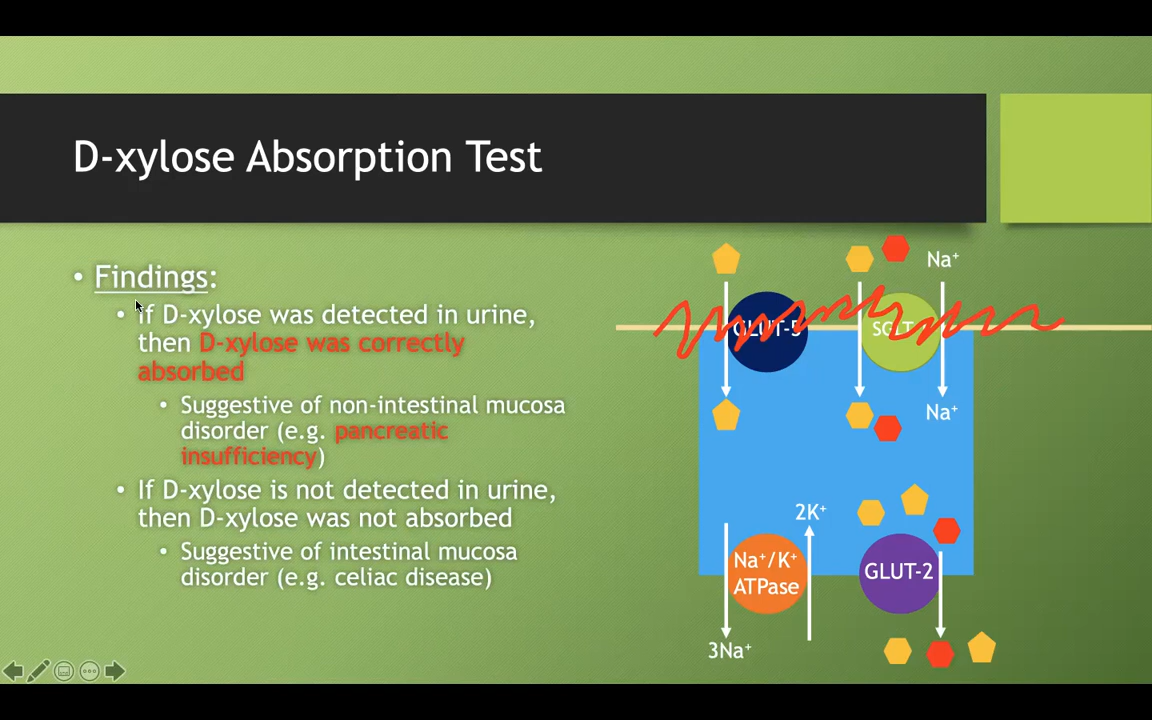 D-xylose Absorption Test
• Findings:
• If D-xylose was detected in urine,
then D-xylose was correctly
absorbed
• Suggestive of non-intestinal mucosa
disorder (e.g. pancreatic
insufficiency)
• If D-xylose is not detected in urine,
then D-xylose was not absorbed
• Suggestive of intestinal mucosa
disorder (e.g. celiac disease)
Na⁺
GLUT-5
SGLT
Na⁺
2K⁺
Na⁺/K⁺
ATPase
GLUT-2
3Na⁺